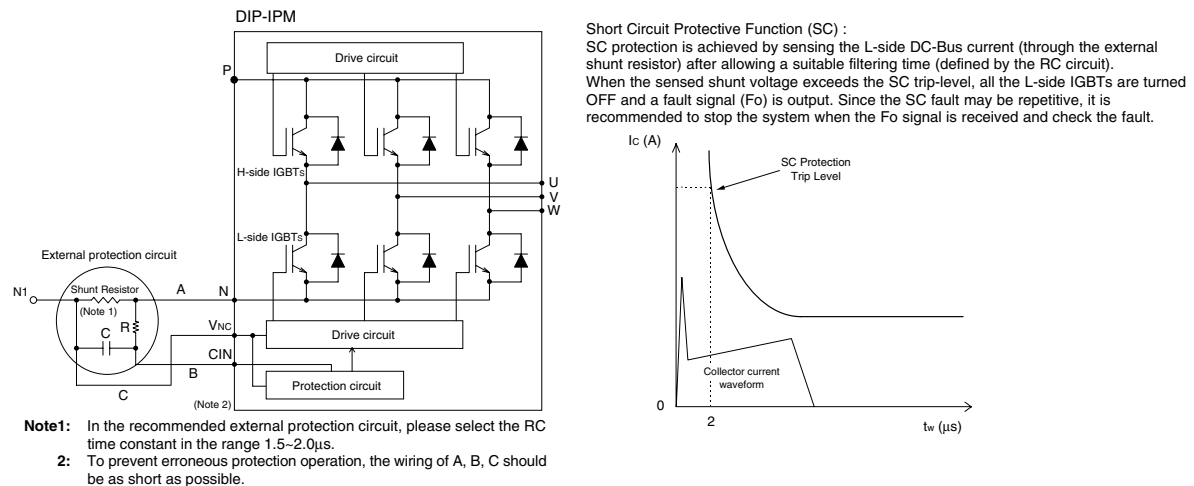 DIP-IPM
Drive circuit
P
H-side IGBTs
U
V
W
L-side IGBTs
External protection circuit
N1
Shunt Resistor
(Note 1)
A
N
R
C
VNC
Drive circuit
CIN
B
C
Protection circuit
(Note 2)
Note1: In the recommended external protection circuit, please select the RC
time constant in the range 1.5~2.0μs.
2: To prevent erroneous protection operation, the wiring of A, B, C should
be as short as possible.
Short Circuit Protective Function (SC) :
SC protection is achieved by sensing the L-side DC-Bus current (through the external
shunt resistor) after allowing a suitable filtering time (defined by the RC circuit).
When the sensed shunt voltage exceeds the SC trip-level, all the L-side IGBTs are turned
OFF and a fault signal (Fo) is output. Since the SC fault may be repetitive, it is
recommended to stop the system when the Fo signal is received and check the fault.
IC (A)
SC Protection
Trip Level
Collector current
waveform
0
2
tw (μs)